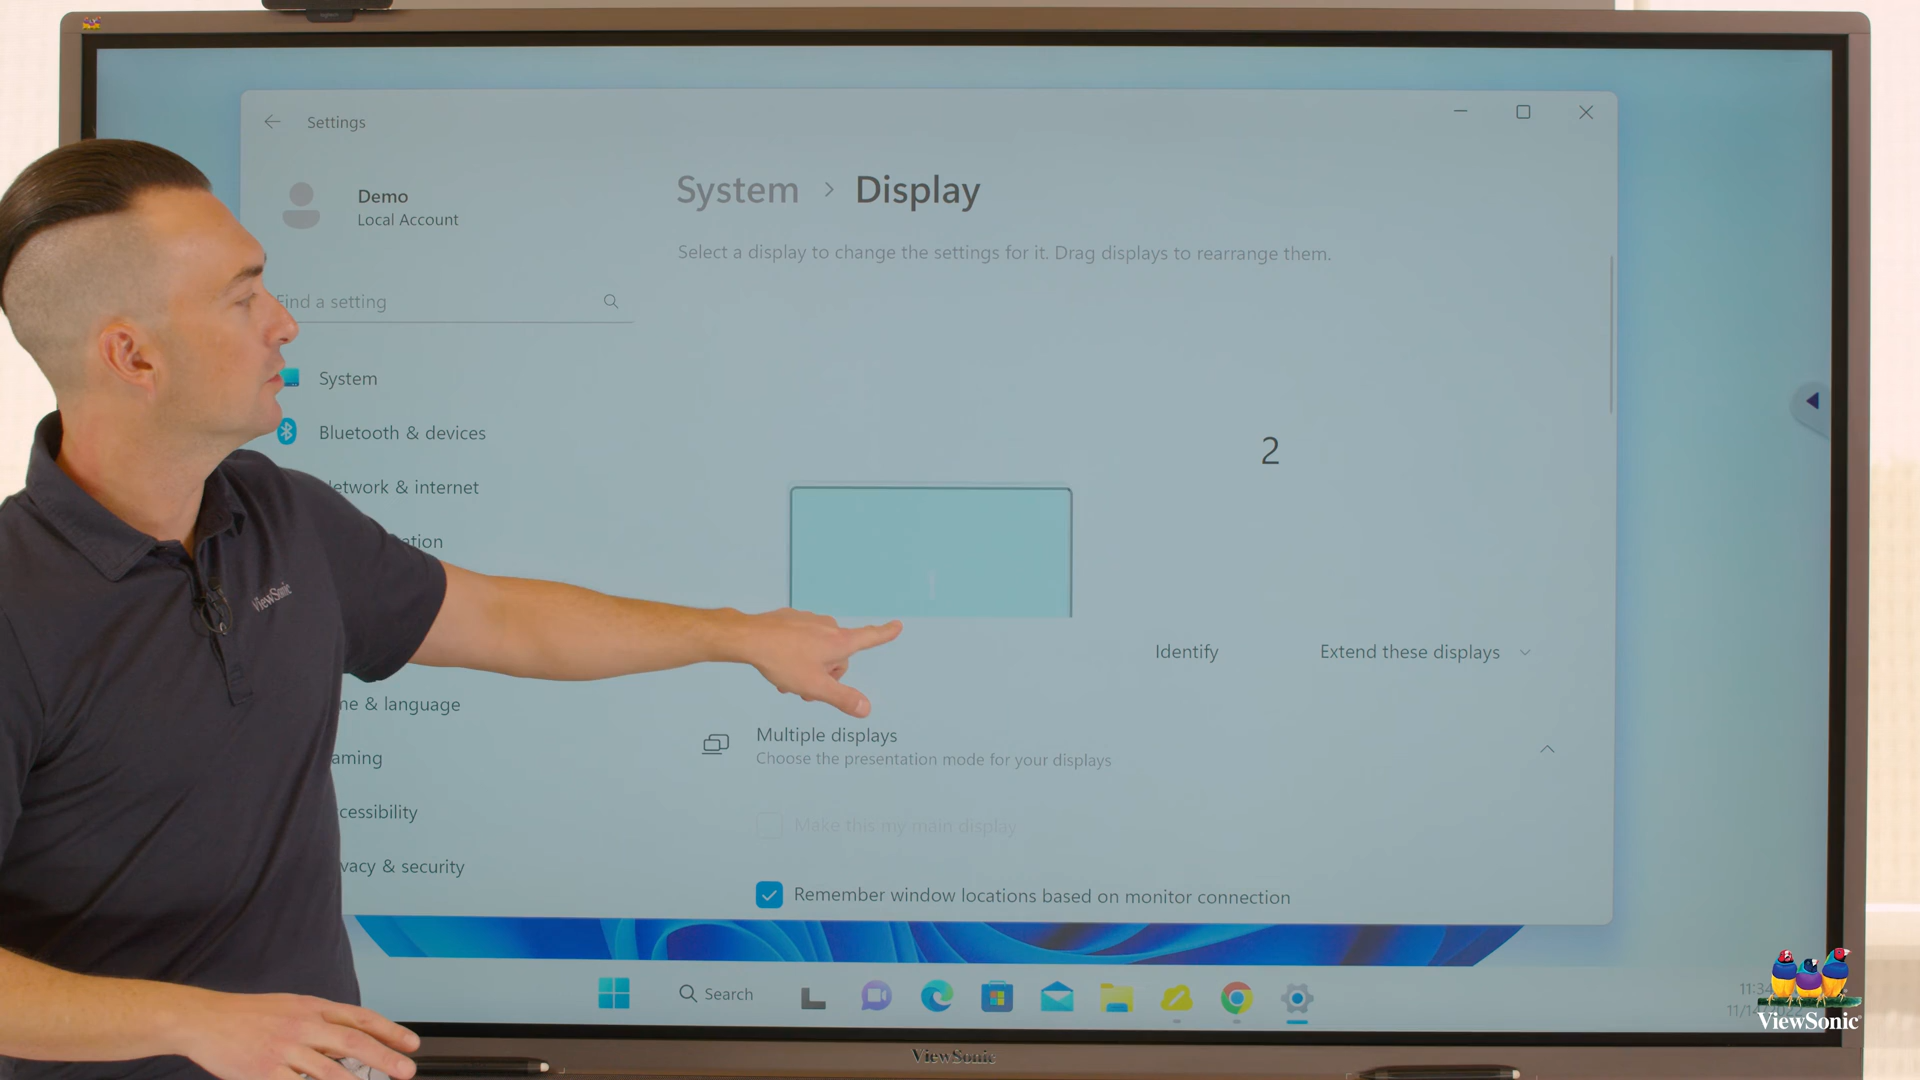 Settings
Demo
Local Account
System > Display
Select a display to change the settings for it. Drag displays to rearrange them.
Find a setting
System
Bluetooth & devices
etwork & internet
ation
me & language
aming
cessibility
vacy & security
2
Identify
Extend these displays
Multiple displays
Choose the presentation mode for your displays
Make this my main display
Remember window locations based on monitor connection
Search
11:34
ViewSonic
ViewSonic
ViewSonic